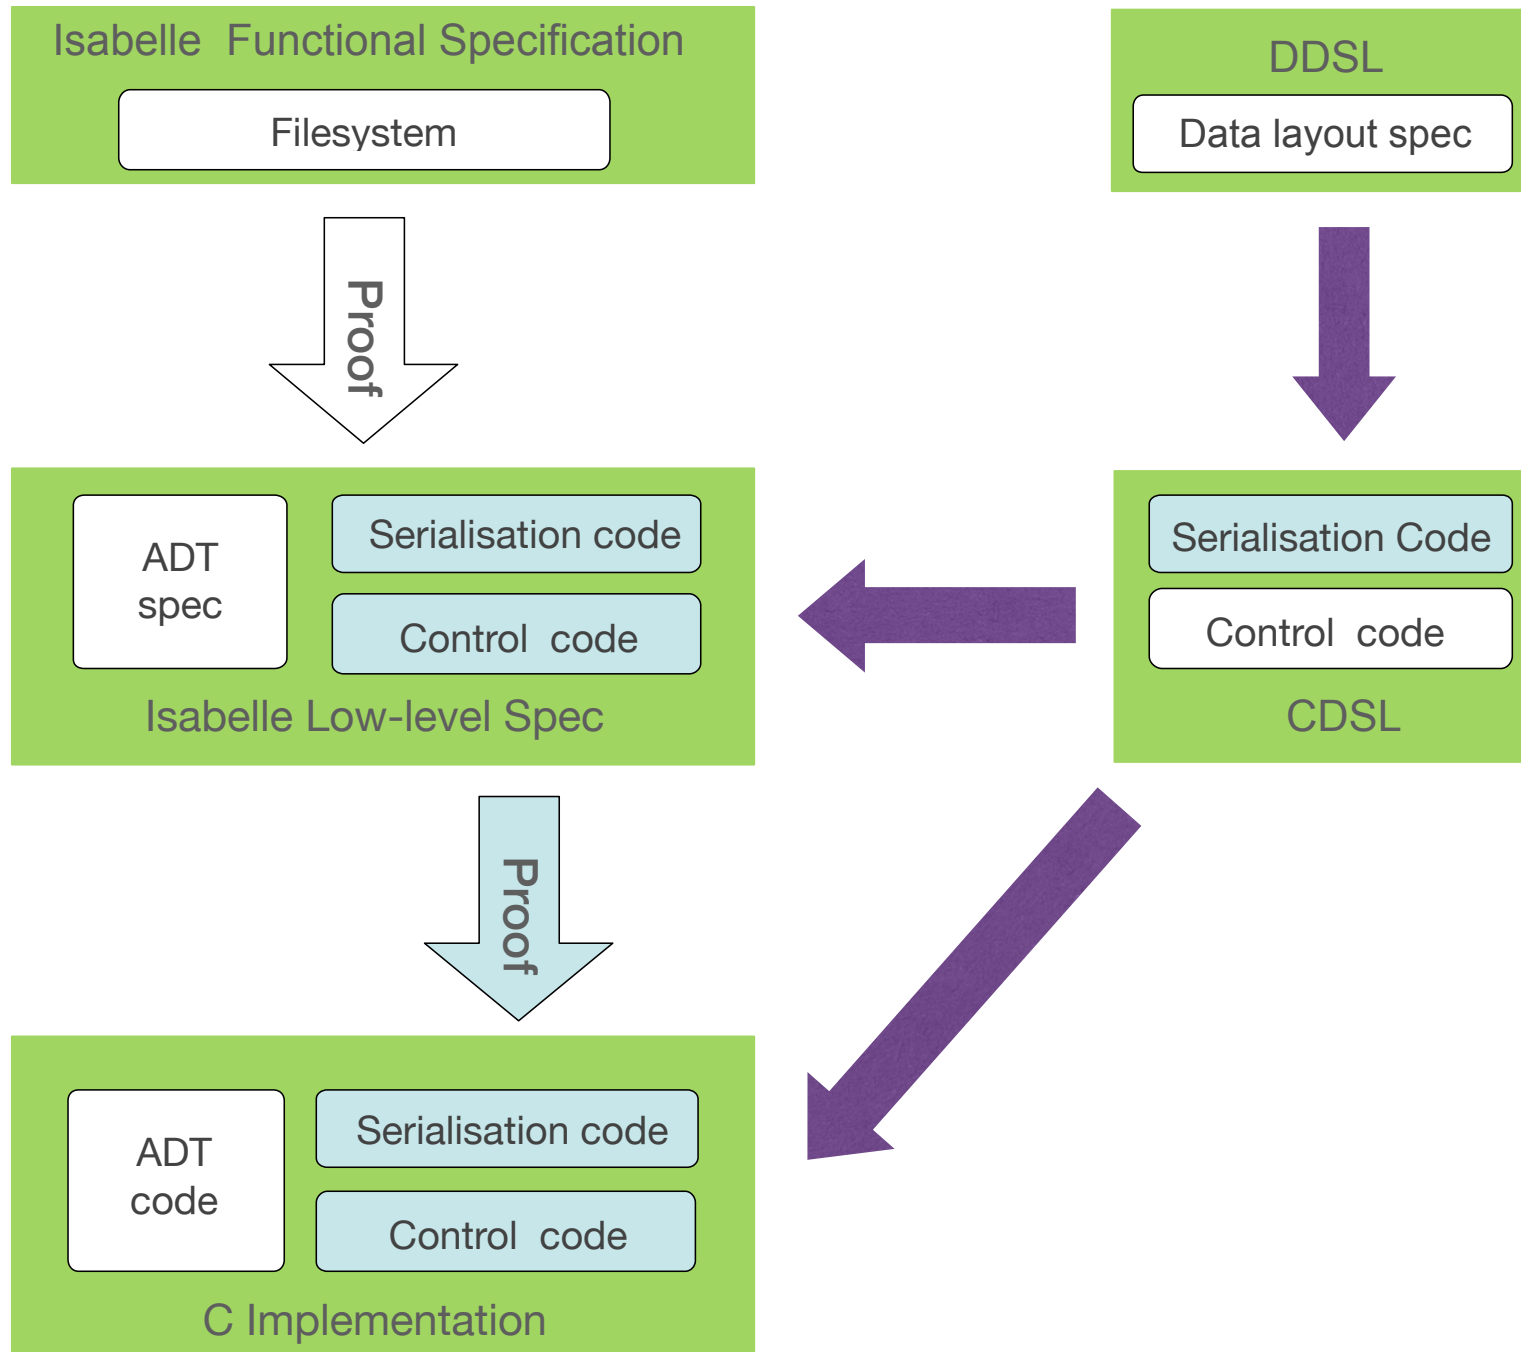 Isabelle Functional Specification
Filesystem
DDSL
Data layout spec
Proof
ADT
spec
Serialisation code
Control code
Isabelle Low-level Spec
Serialisation Code
Control code
CDSL
Proof
ADT
code
Serialisation code
Control code
C Implementation